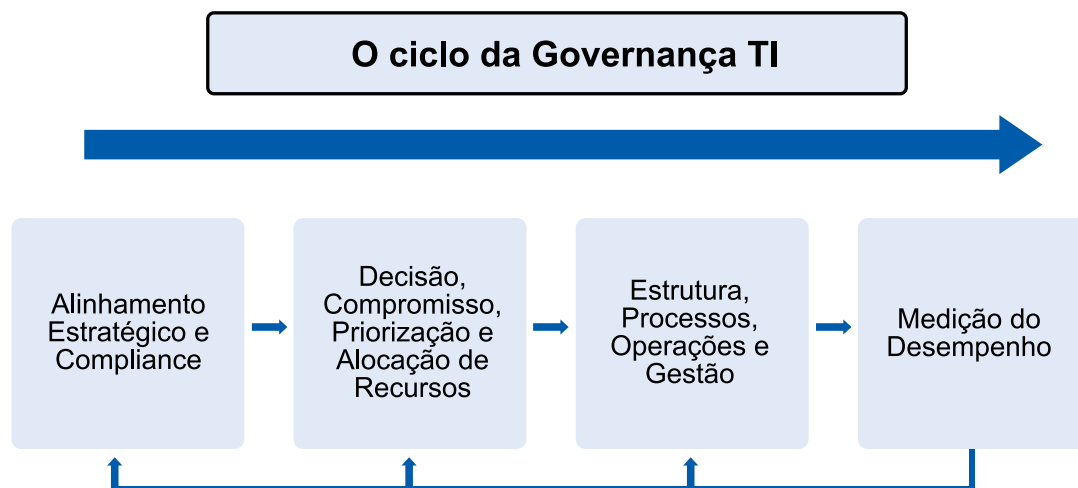 O ciclo da Governança TI
Alinhamento
Estratégico e
Compliance
Decisão,
Compromisso,
Priorização e
Alocação de
Recursos
Estrutura,
Processos,
Operações e
Gestão
Medição do
Desempenho